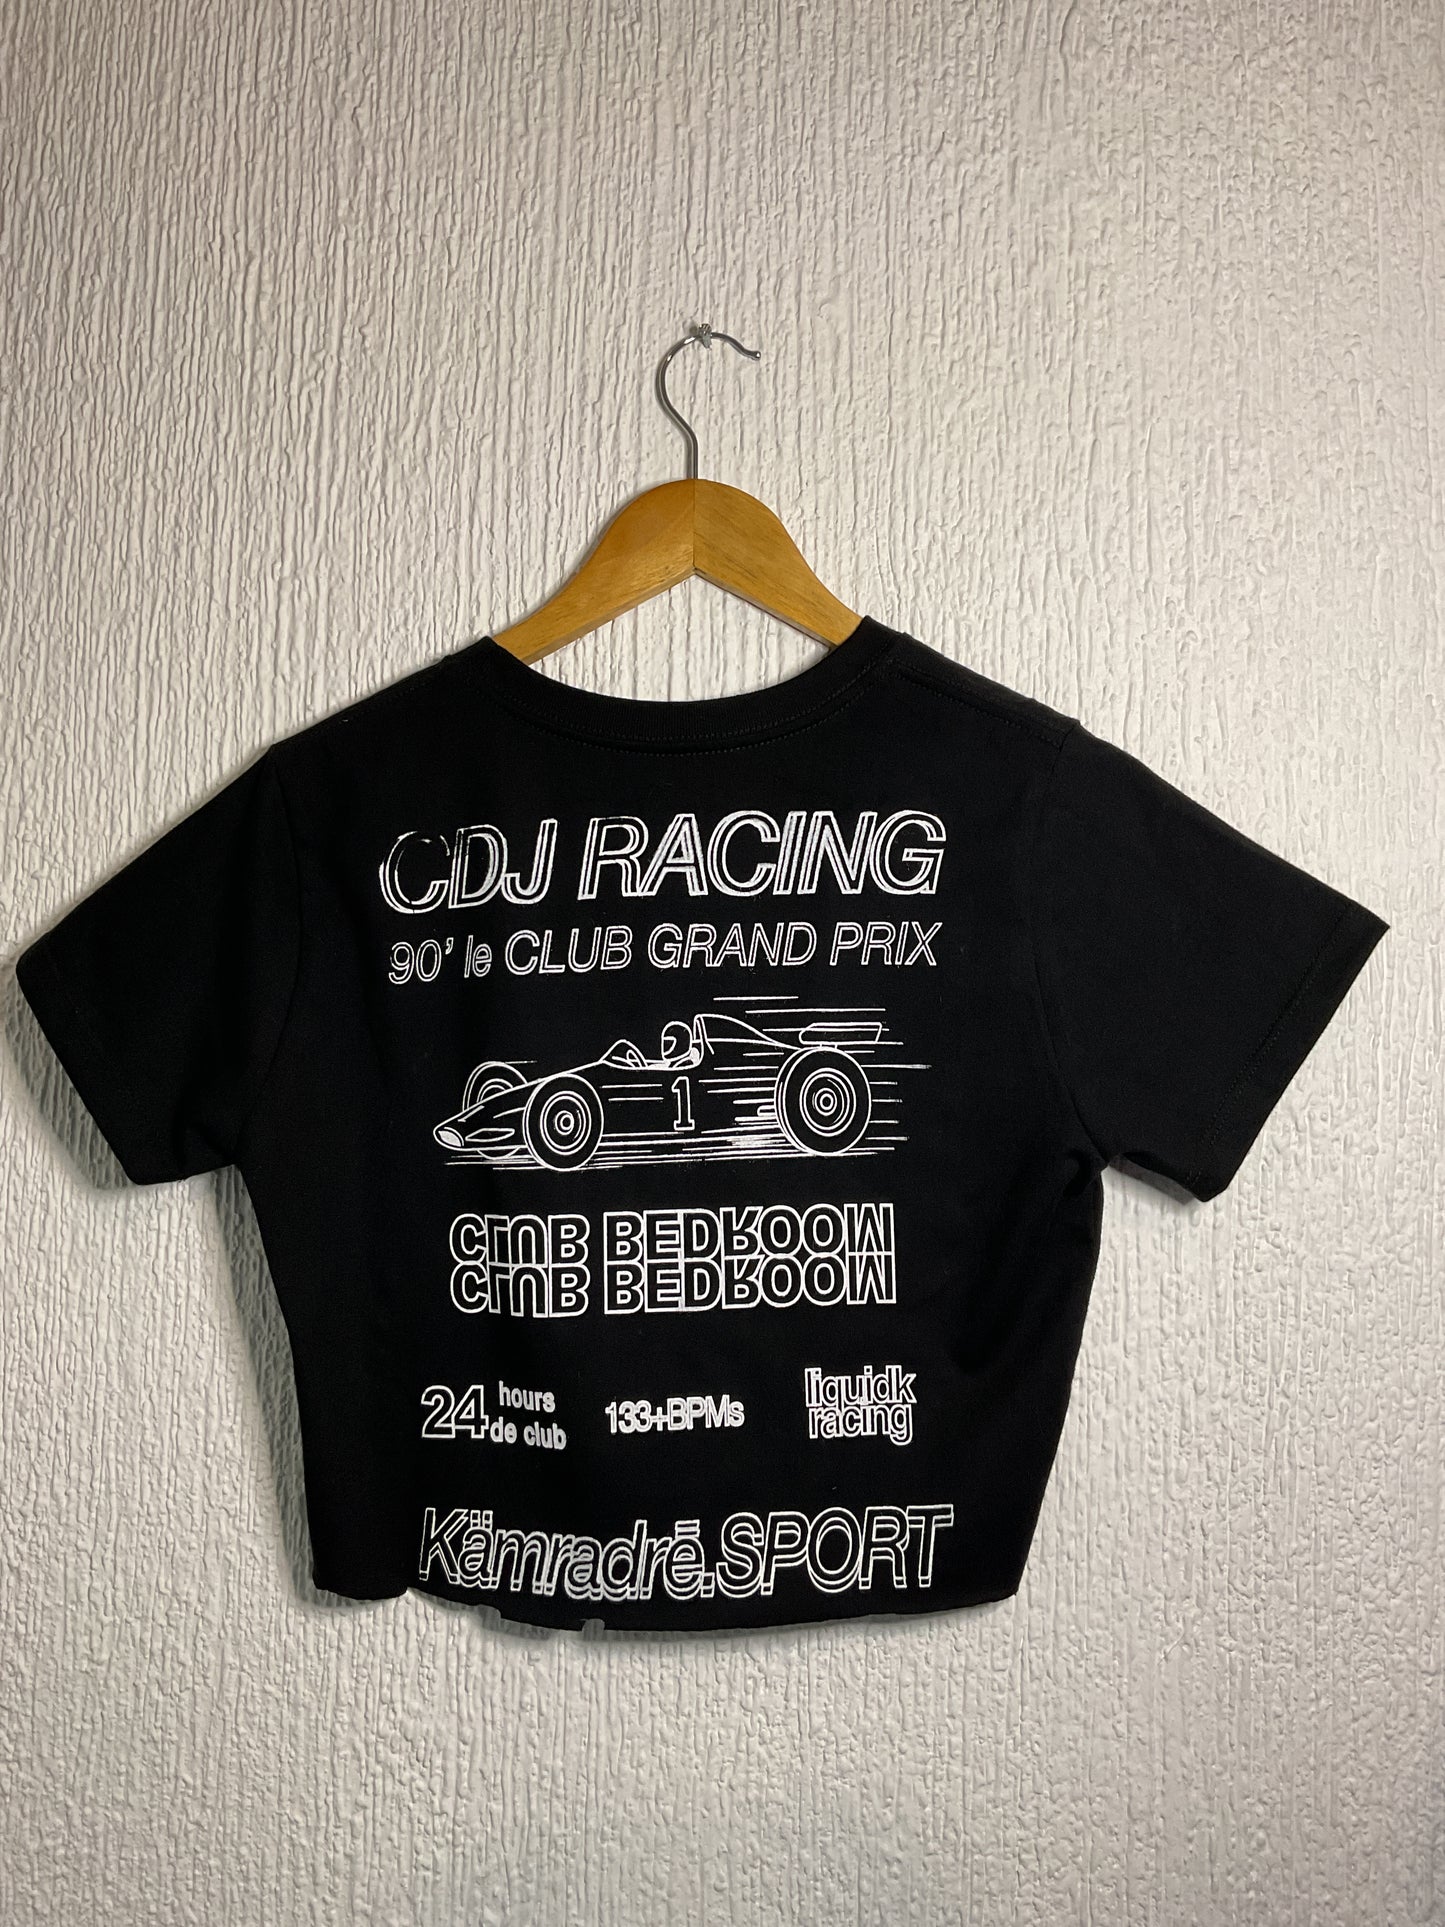 CDJ RACING
90' le CLUB GRAND PRIX
1
CLUB BEDROOM
CLUB BEDROOM
24 hours
de club
133+BPMs
liquidk
racing
Kämradrē.SPORT